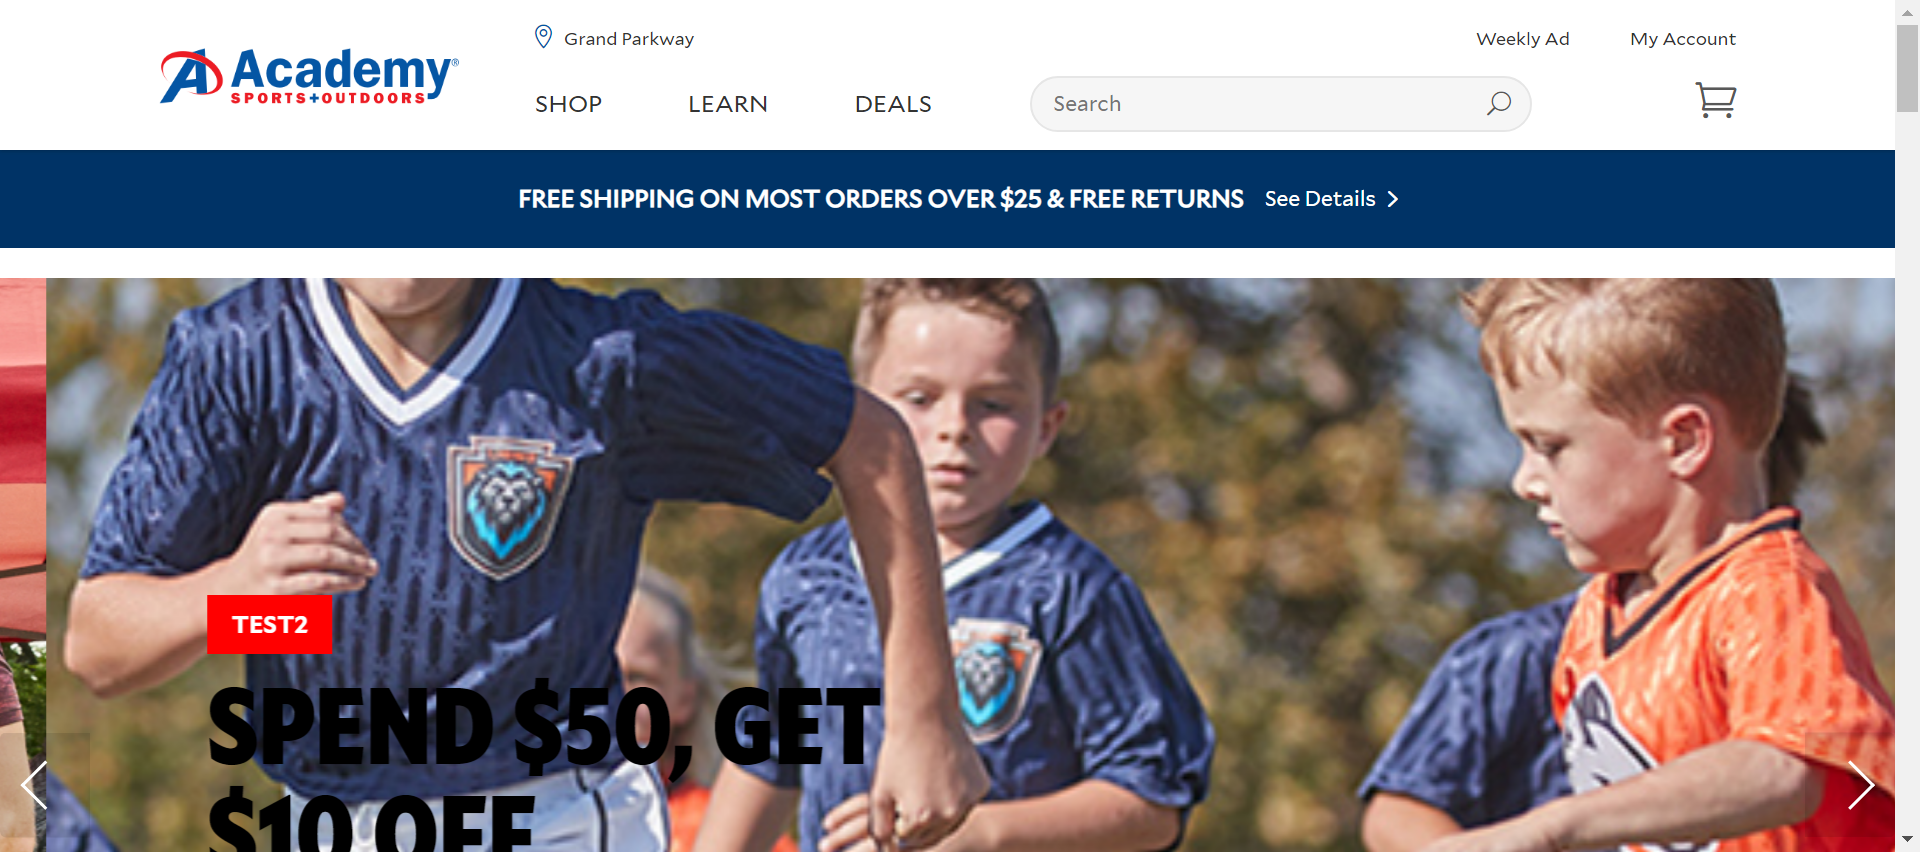 Grand Parkway
Weekly Ad
My Account
Academy®
SPORTS+OUTDOORS
SHOP
LEARN
DEALS
Search
FREE SHIPPING ON MOST ORDERS OVER $25 & FREE RETURNS See Details
TEST2
SPEND $50, GET
$10 OFF